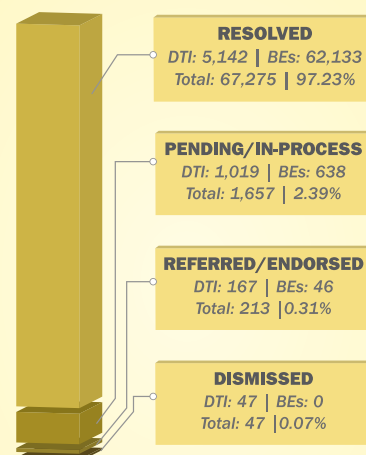 RESOLVED
DTI: 5,142 | BEs: 62,133
Total: 67,275 | 97.23%
PENDING/IN-PROCESS
DTI: 1,019 | BEs: 638
Total: 1,657 | 2.39%
REFERRED/ENDORSED
DTI: 167 | BEs: 46
Total: 213 |0.31%
DISMISSED
DTI: 47 | BEs: 0
Total: 47 |0.07%